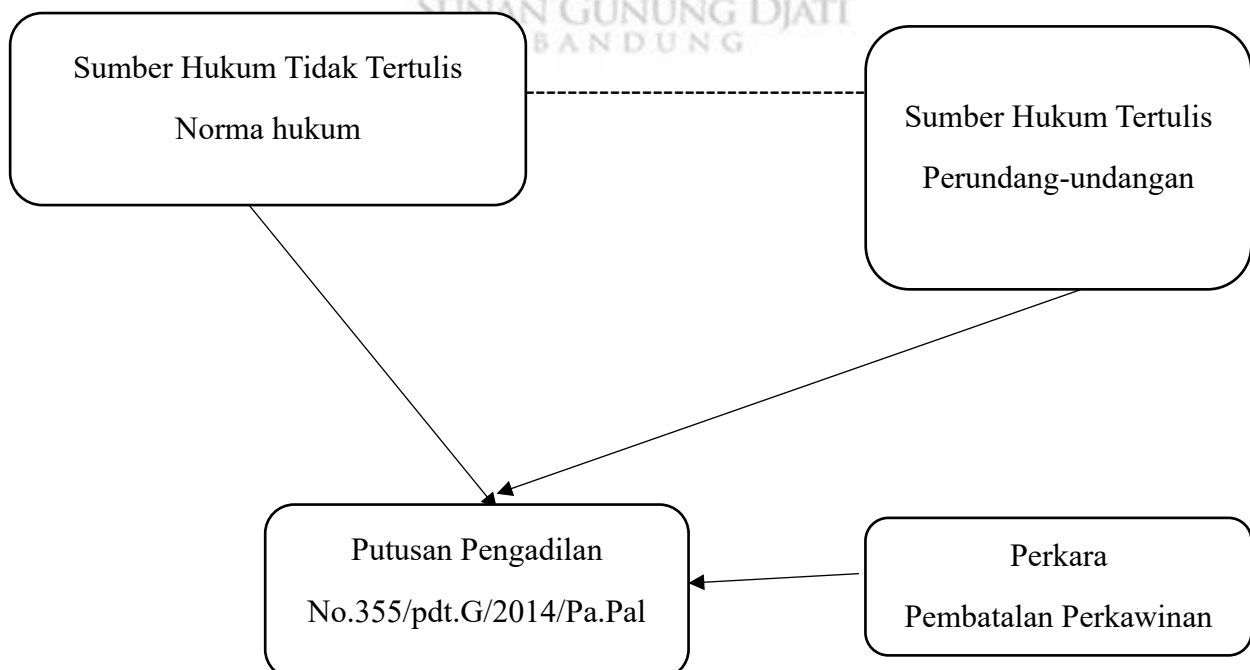 SUNAN GUNUNG DJATI
BANDUNG
Sumber Hukum Tidak Tertulis
Norma hukum
Sumber Hukum Tertulis
Perundang-undangan
Putusan Pengadilan
No.355/pdt.G/2014/Pa.Pal
Perkara
Pembatalan Perkawinan